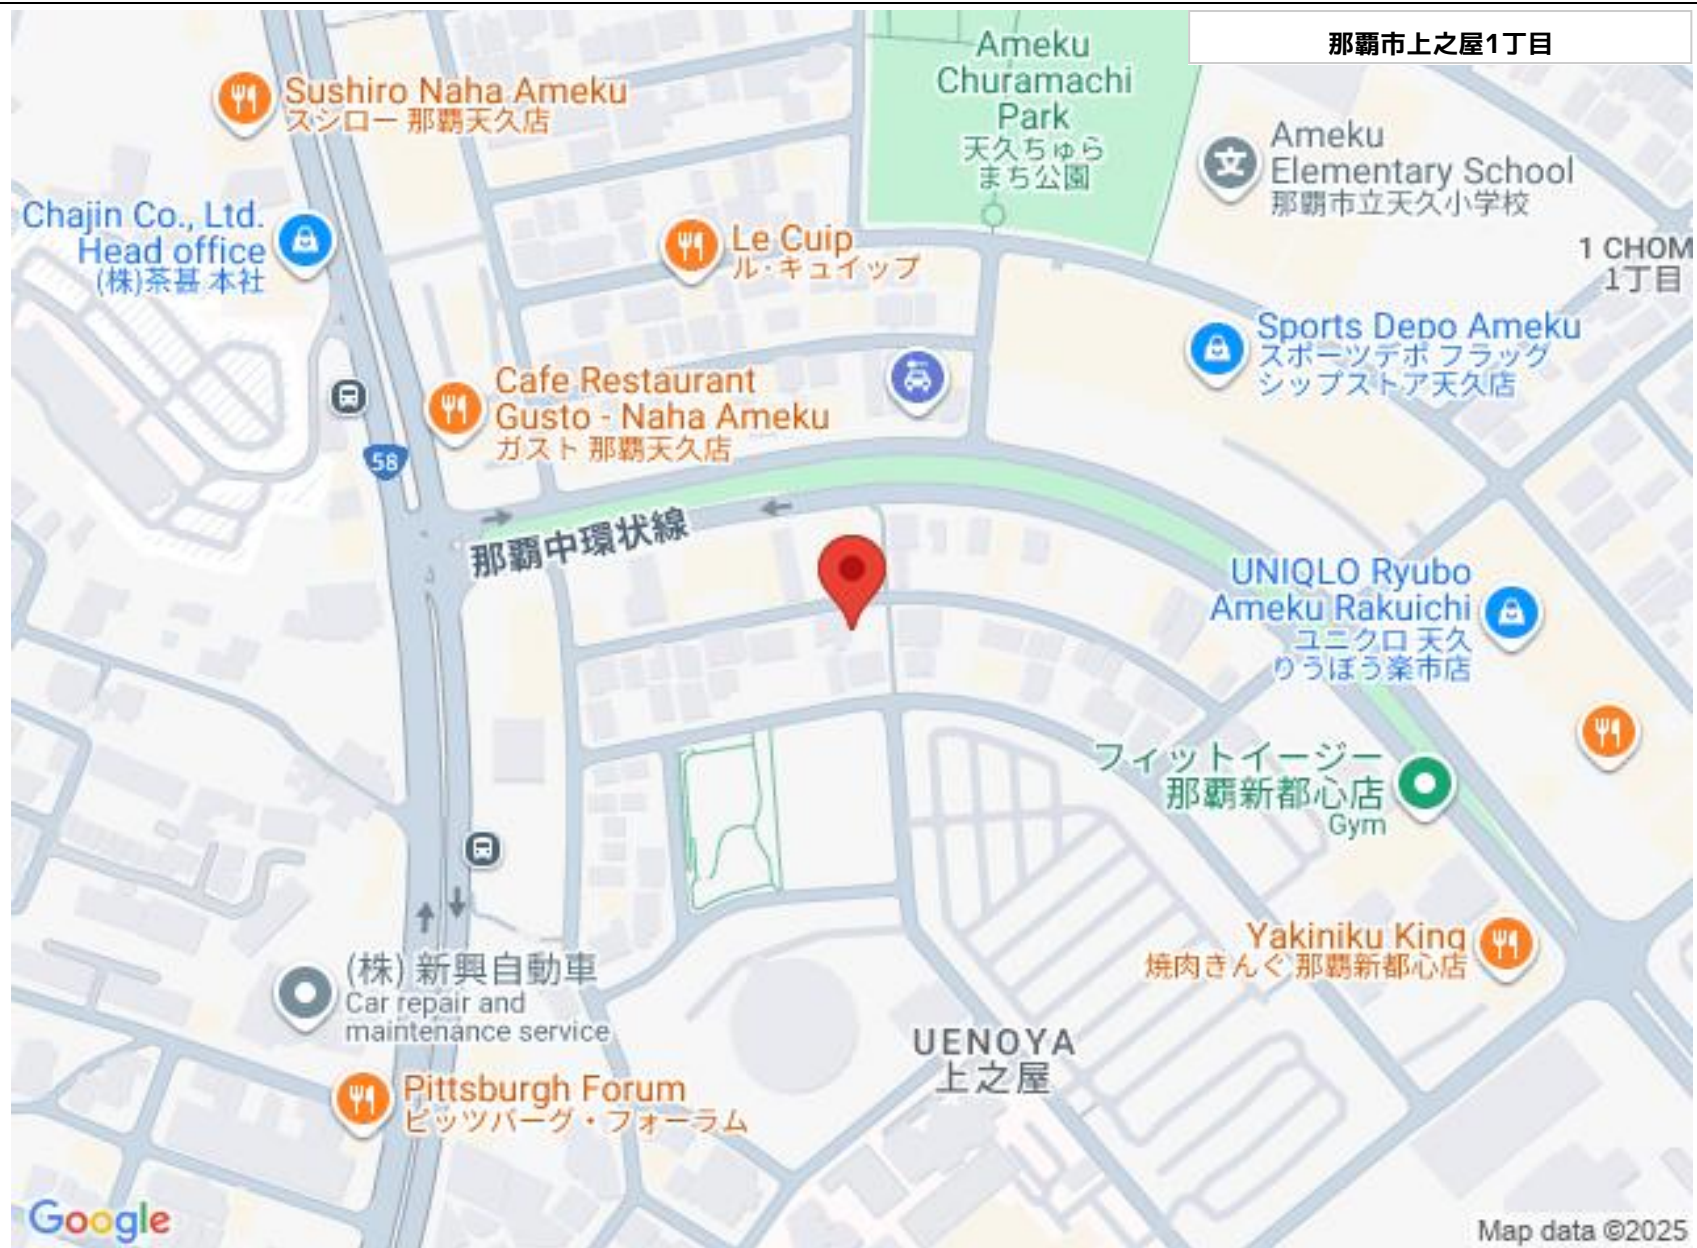 那覇市上之屋1丁目
Sushiro Naha Ameku
スシロー 那覇天久店
Ameku
Churamachi
Park
天久ちゅら
まち公園
文
Ameku
Elementary School
那覇市立天久小学校
Chajin Co., Ltd.
Head office
(株)茶甚 本社
Le Cuip
ル・キュイップ
1 CHOM
1丁目
Sports Depo Ameku
スポーツデポ フラッグ
シップストア天久店
Cafe Restaurant
Gusto - Naha Ameku
ガスト 那覇天久店
58
那覇中環状線
UNIQLO Ryubo
Ameku Rakuichi
ユニクロ 天久
りうぼう楽市店
フィットイージー
那覇新都心店
Gym
Yakiniku King
焼肉きんぐ 那覇新都心店
(株) 新興自動車
Car repair and
maintenance service
UENOYA
上之屋
Pittsburgh Forum
ピッツバーグ・フォーラム
Google
Map data ©2025